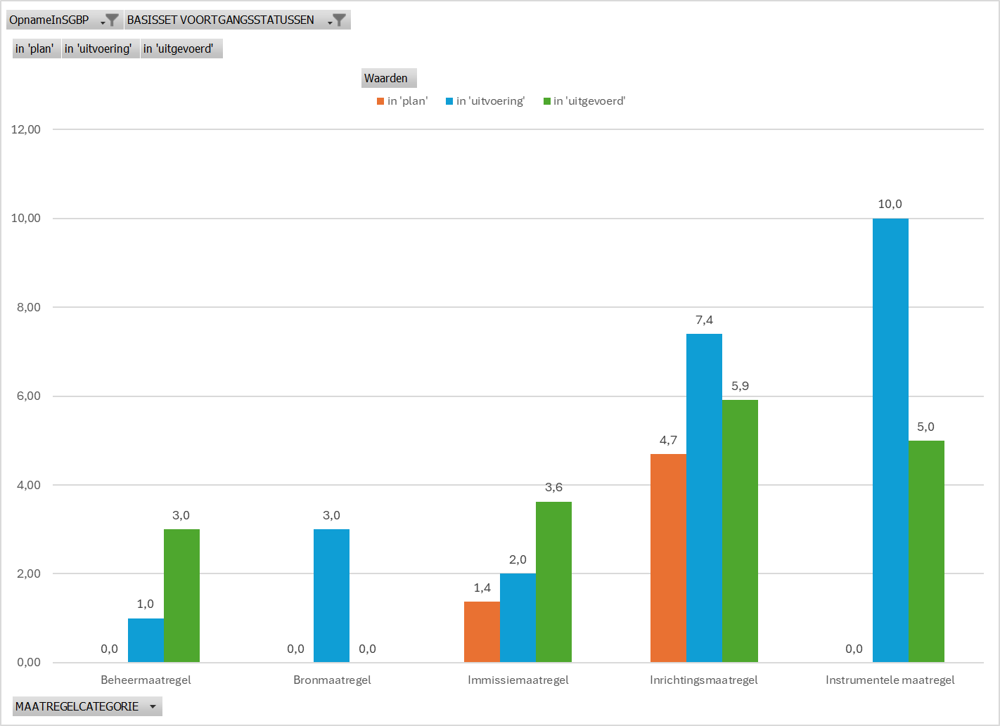 OpnameInSGBP BASISSET VOORTGANGSSTATUSSEN
in 'plan' in 'uitvoering' in 'uitgevoerd'
Waarden
in 'plan' in 'uitvoering' in 'uitgevoerd'
12,00
10,00
8,00
6,00
4,00
2,00
0,00
0,0 1,0 3,0
0,0 3,0 0,0
1,4 2,0 3,6
4,7 7,4 5,9
0,0 10,0 5,0
Beheermaatregel Bronmaatregel Immissiemaatregel Inrichtingsmaatregel Instrumentele maatregel
MAATREGELCATEGORIE